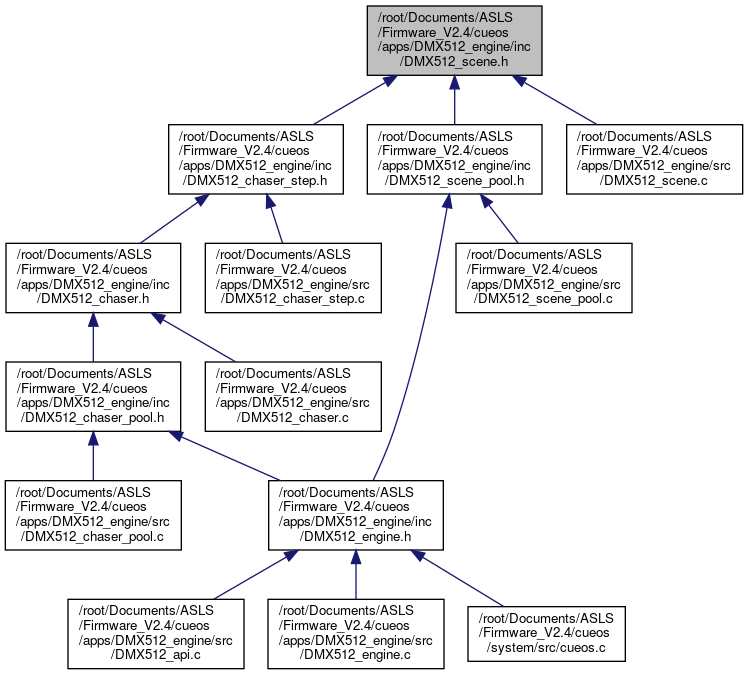 /root/Documents/ASLS
/Firmware_V2.4/cueos
/apps/DMX512_engine/inc
/DMX512_scene.h
/root/Documents/ASLS
/Firmware_V2.4/cueos
/apps/DMX512_engine/inc
/DMX512_chaser_step.h
/root/Documents/ASLS
/Firmware_V2.4/cueos
/apps/DMX512_engine/inc
/DMX512_scene_pool.h
/root/Documents/ASLS
/Firmware_V2.4/cueos
/apps/DMX512_engine/src
/DMX512_scene.c
/root/Documents/ASLS
/Firmware_V2.4/cueos
/apps/DMX512_engine/inc
/DMX512_chaser.h
/root/Documents/ASLS
/Firmware_V2.4/cueos
/apps/DMX512_engine/src
/DMX512_chaser_step.c
/root/Documents/ASLS
/Firmware_V2.4/cueos
/apps/DMX512_engine/src
/DMX512_scene_pool.c
/root/Documents/ASLS
/Firmware_V2.4/cueos
/apps/DMX512_engine/inc
/DMX512_chaser_pool.h
/root/Documents/ASLS
/Firmware_V2.4/cueos
/apps/DMX512_engine/src
/DMX512_chaser.c
/root/Documents/ASLS
/Firmware_V2.4/cueos
/apps/DMX512_engine/src
/DMX512_chaser_pool.c
/root/Documents/ASLS
/Firmware_V2.4/cueos
/apps/DMX512_engine/inc
/DMX512_engine.h
/root/Documents/ASLS
/Firmware_V2.4/cueos
/apps/DMX512_engine/src
/DMX512_api.c
/root/Documents/ASLS
/Firmware_V2.4/cueos
/apps/DMX512_engine/src
/DMX512_engine.c
/root/Documents/ASLS
/Firmware_V2.4/cueos
/system/src/cueos.c